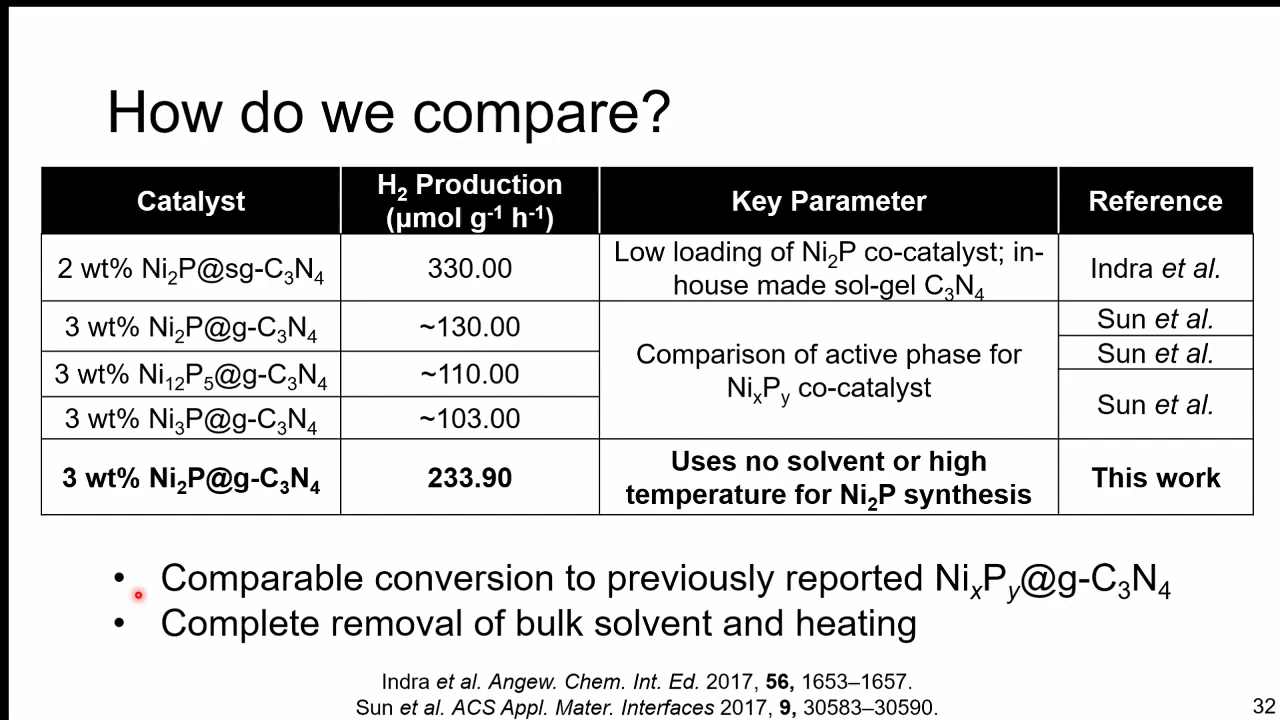 How do we compare?
Catalyst
H₂ Production
(μmol g⁻¹ h⁻¹)
Key Parameter
Reference
2 wt% Ni₂P@sg-C₃N₄
330.00
Low loading of Ni₂P co-catalyst; in-
house made sol-gel C₃N₄
Indra et al.
3 wt% Ni₂P@g-C₃N₄
~130.00
Comparison of active phase for
NiₓPᵧ co-catalyst
Sun et al.
Sun et al.
3 wt% Ni₁₂P₅@g-C₃N₄
~110.00
3 wt% Ni₃P@g-C₃N₄
~103.00
Sun et al.
3 wt% Ni₂P@g-C₃N₄
233.90
Uses no solvent or high
temperature for Ni₂P synthesis
This work
• Comparable conversion to previously reported NiₓPᵧ@g-C₃N₄
• Complete removal of bulk solvent and heating
Indra et al. Angew. Chem. Int. Ed. 2017, 56, 1653–1657.
Sun et al. ACS Appl. Mater. Interfaces 2017, 9, 30583–30590.
32